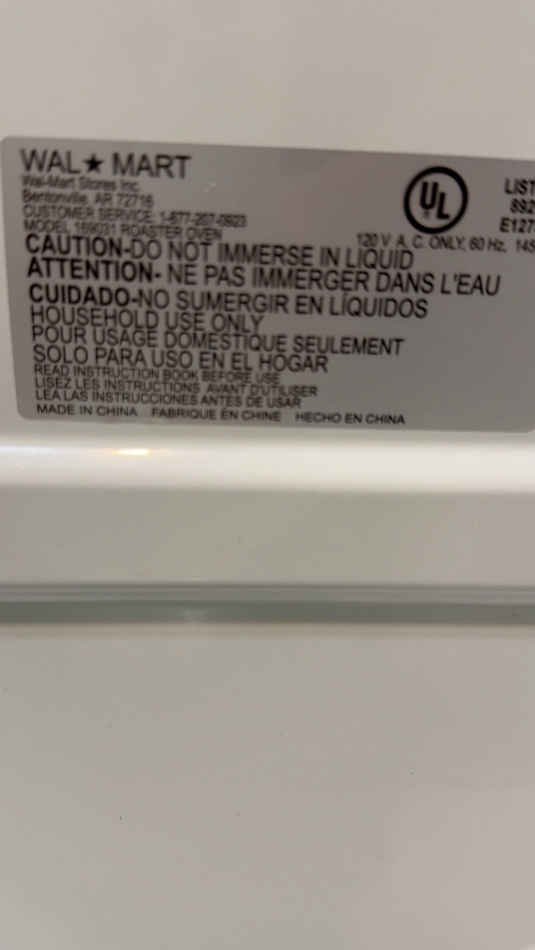 WAL★MART
Wal-Mart Stores Inc.
Bentonville, AR 72716
CUSTOMER SERVICE: 1-877-207-0923
MODEL 169031 ROASTER OVEN
UL
LIST
892
E127
120 V A.C. ONLY, 60 Hz, 145
CAUTION-DO NOT IMMERSE IN LIQUID
ATTENTION- NE PAS IMMERGER DANS L'EAU
CUIDADO-NO SUMERGIR EN LÍQUIDOS
HOUSEHOLD USE ONLY
POUR USAGE DOMESTIQUE SEULEMENT
SOLO PARA USO EN EL HOGAR
READ INSTRUCTION BOOK BEFORE USE
LISEZ LES INSTRUCTIONS AVANT D'UTILISER
LEA LAS INSTRUCCIONES ANTES DE USAR
MADE IN CHINA FABRIQUE EN CHINE HECHO EN CHINA